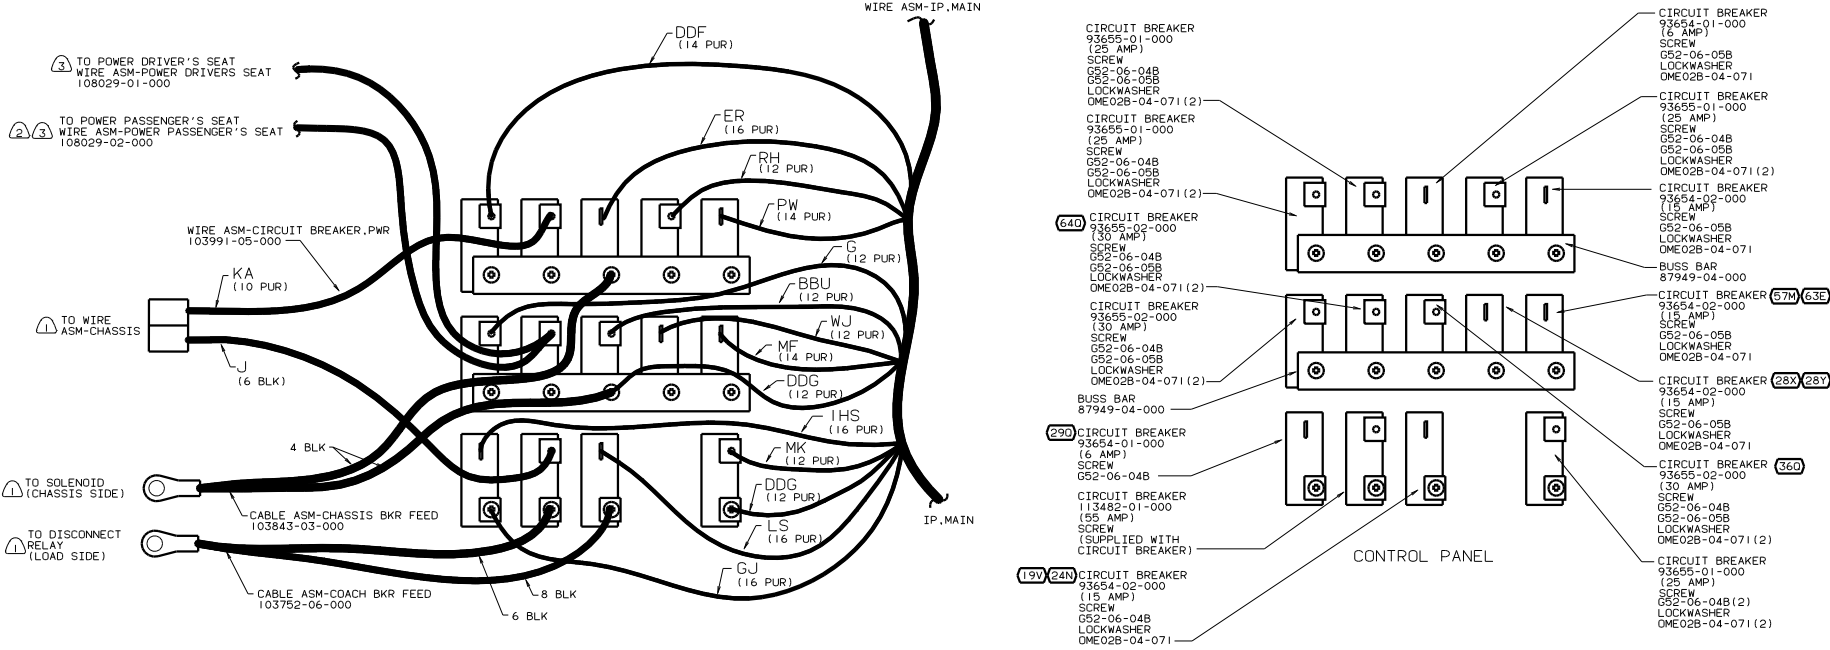 WIRE ASM-IP,MAIN
DDF
(14 PUR)
3
TO POWER DRIVER'S SEAT
WIRE ASM-POWER DRIVERS SEAT
108029-01-000
2 3
TO POWER PASSENGER'S SEAT
WIRE ASM-POWER PASSENGER'S SEAT
108029-02-000
ER
(16 PUR)
RH
(12 PUR)
PW
(14 PUR)
WIRE ASM-CIRCUIT BREAKER,PWR
103991-05-000
G
(12 PUR)
KA
(10 PUR)
BBU
(12 PUR)
1
TO WIRE
ASM-CHASSIS
WJ
(12 PUR)
MF
(14 PUR)
J
(6 BLK)
DDG
(12 PUR)
IHS
(16 PUR)
4 BLK
MK
(12 PUR)
1
TO SOLENOID
(CHASSIS SIDE)
DDG
(12 PUR)
CABLE ASM-CHASSIS BKR FEED
103843-03-000
LS
(16 PUR)
IP,MAIN
1
TO DISCONNECT
RELAY
(LOAD SIDE)
GJ
(16 PUR)
CABLE ASM-COACH BKR FEED
103752-06-000
8 BLK
6 BLK
CIRCUIT BREAKER
93655-01-000
(25 AMP)
SCREW
G52-06-04B
G52-06-05B
LOCKWASHER
OME02B-04-071(2)
CIRCUIT BREAKER
93655-01-000
(25 AMP)
SCREW
G52-06-04B
G52-06-05B
LOCKWASHER
OME02B-04-071(2)
64Q
CIRCUIT BREAKER
93655-02-000
(30 AMP)
SCREW
G52-06-04B
G52-06-05B
LOCKWASHER
OME02B-04-071(2)
CIRCUIT BREAKER
93655-02-000
(30 AMP)
SCREW
G52-06-04B
G52-06-05B
LOCKWASHER
OME02B-04-071(2)
BUSS BAR
87949-04-000
29Q
CIRCUIT BREAKER
93654-01-000
(6 AMP)
SCREW
G52-06-04B
CIRCUIT BREAKER
113482-01-000
(55 AMP)
SCREW
(SUPPLIED WITH
CIRCUIT BREAKER)
19V 24N
CIRCUIT BREAKER
93654-02-000
(15 AMP)
SCREW
G52-06-04B
LOCKWASHER
OME02B-04-071
CONTROL PANEL
CIRCUIT BREAKER
93654-01-000
(6 AMP)
SCREW
G52-06-05B
LOCKWASHER
OME02B-04-071
CIRCUIT BREAKER
93655-01-000
(25 AMP)
SCREW
G52-06-04B
G52-06-05B
LOCKWASHER
OME02B-04-071(2)
CIRCUIT BREAKER
93654-02-000
(15 AMP)
SCREW
G52-06-05B
LOCKWASHER
OME02B-04-071
BUSS BAR
87949-04-000
CIRCUIT BREAKER 57M 63E
93654-02-000
(15 AMP)
SCREW
G52-06-05B
LOCKWASHER
OME02B-04-071
CIRCUIT BREAKER 28X 28Y
93654-02-000
(15 AMP)
SCREW
G52-06-05B
LOCKWASHER
OME02B-04-071
CIRCUIT BREAKER 36Q
93655-02-000
(30 AMP)
SCREW
G52-06-04B
G52-06-05B
LOCKWASHER
OME02B-04-071(2)
CIRCUIT BREAKER
93655-01-000
(25 AMP)
SCREW
G52-06-04B(2)
LOCKWASHER
OME02B-04-071(2)